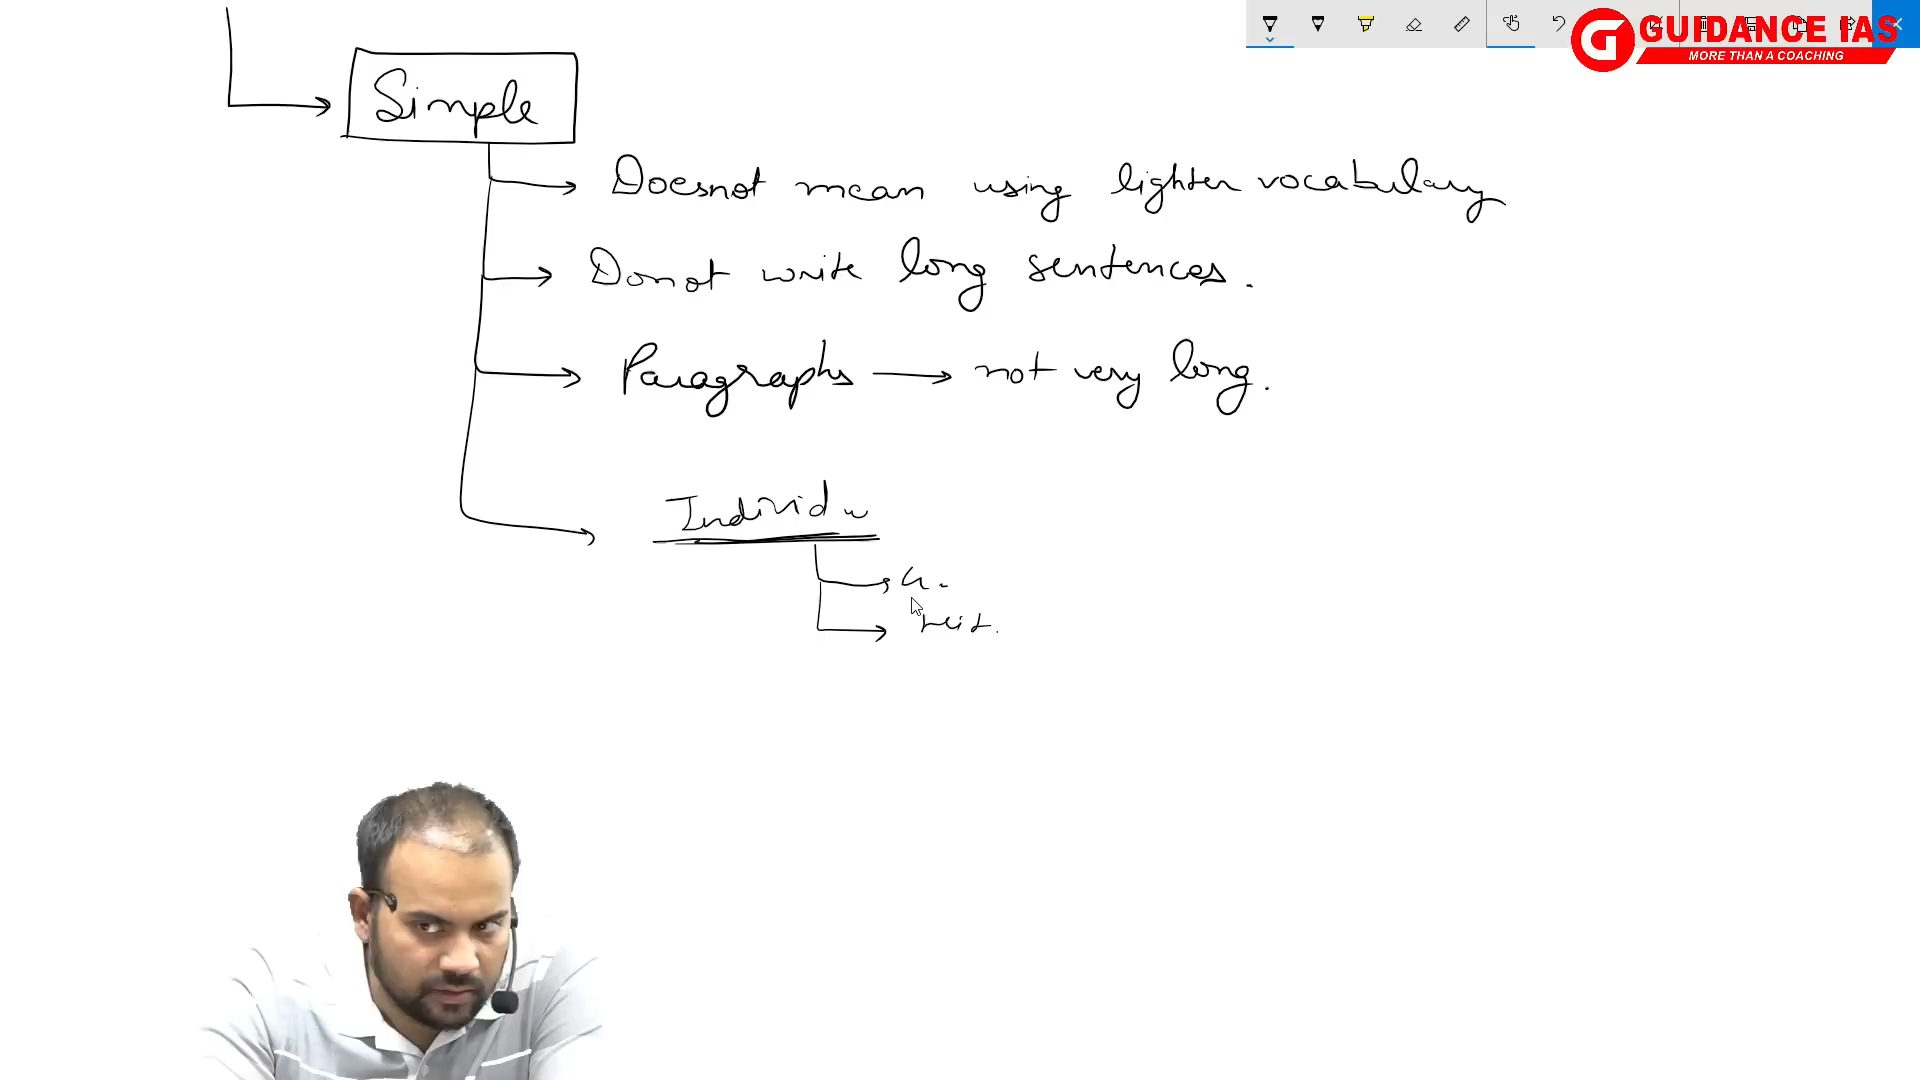 GUIDANCE IAS
MORE THAN A COACHING
Simple
Doesnot mean using lighter vocabulary
Donot write long sentences.
Paragraphs → not very long.
Individu